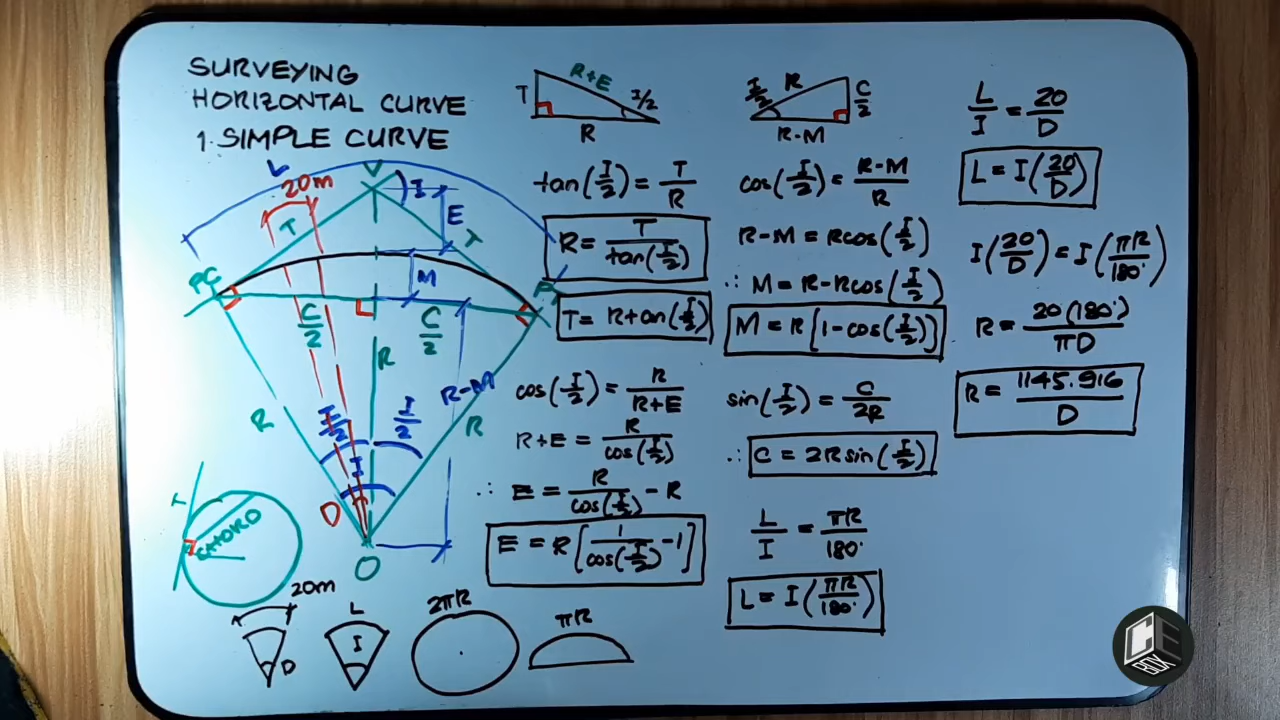 SURVEYING
HORIZONTAL CURVE
1. SIMPLE CURVE
L
20m
V
I
E
T
T
M
PC
C/2
C/2
R
R-M
R
R
I/2
I/2
I
D
O
T
CHORD
20m
D
L
I
2πR
πR
R+E
T
I/2
R
tan(I/2) = T/R
R = T/tan(I/2)
T = Rtan(I/2)
cos(I/2) = R/R+E
R+E = R/cos(I/2)
∴ E = R/cos(I/2) - R
E = R[1/cos(I/2) - 1]
I/2
R
C/2
R-M
cos(I/2) = R-M/R
R-M = Rcos(I/2)
∴ M = R-Rcos(I/2)
M = R[1-cos(I/2)]
sin(I/2) = C/2R
∴ C = 2Rsin(I/2)
L/I = πR/180°
L = I(πR/180°)
L/I = 20/D
L = I(20/D)
I(20/D) = I(πR/180°)
R = 20(180°)/πD
R = 1145.916/D
CE
BOX